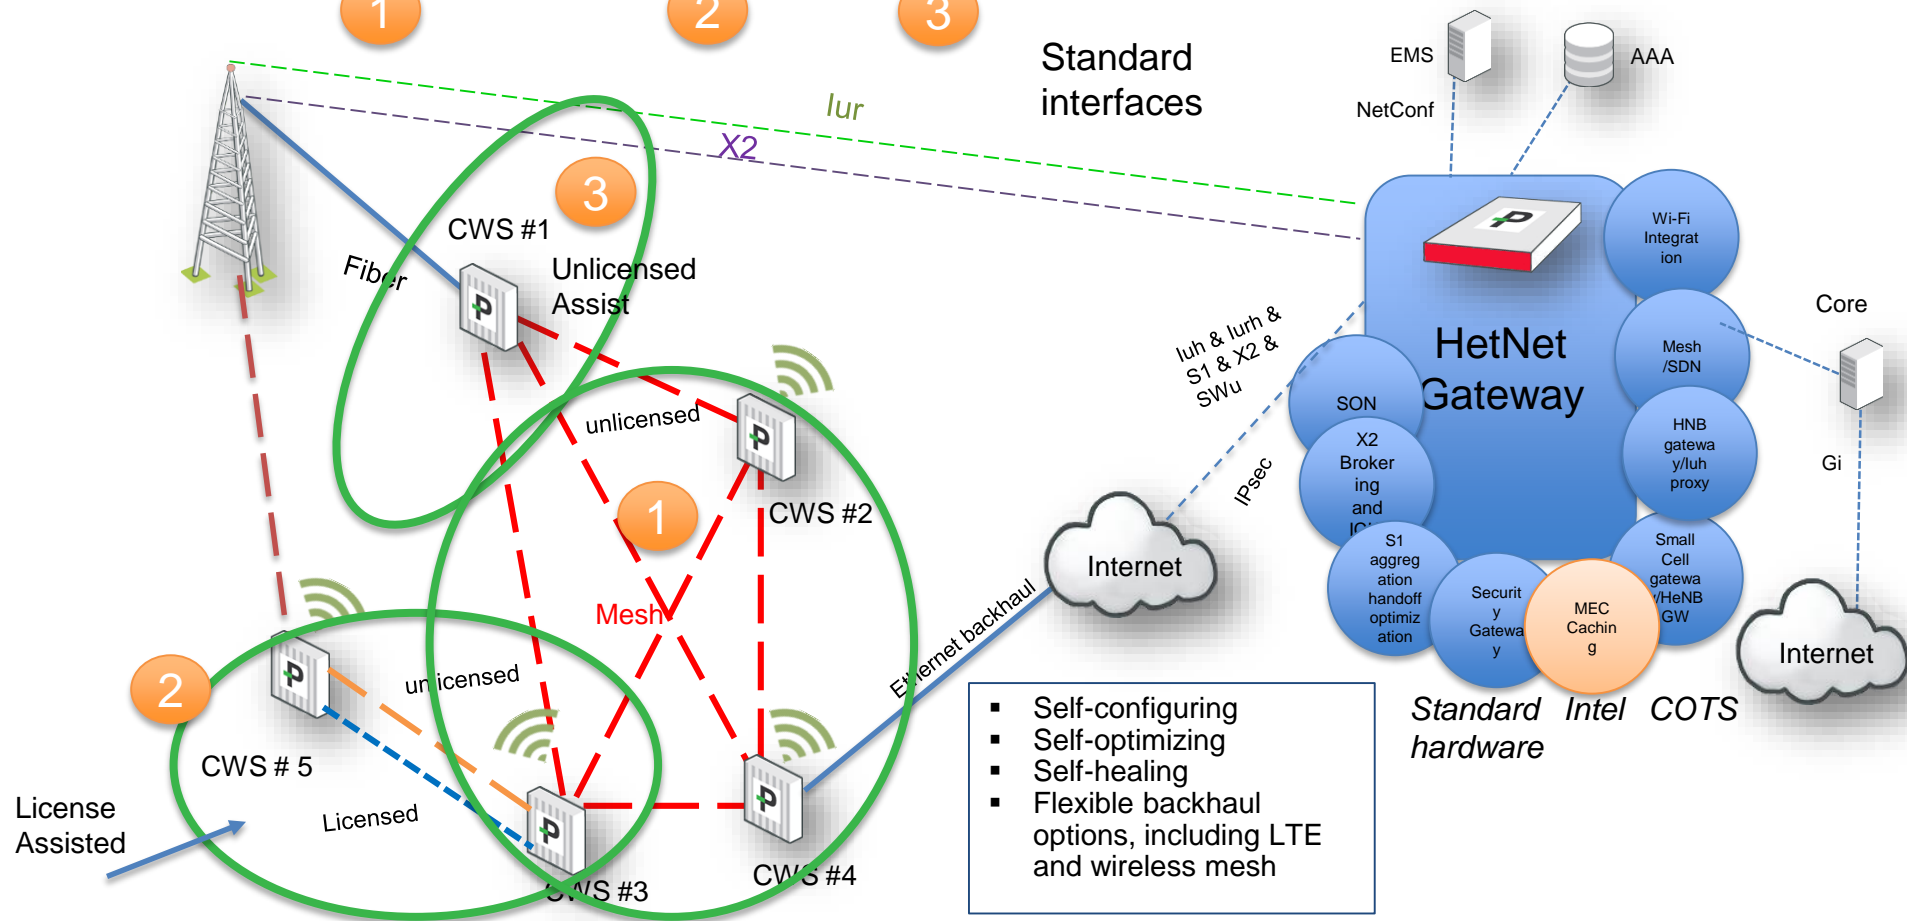 1
2
3
Standard
interfaces
EMS
AAA
NetConf
Iur
X2
3
CWS #1
Fiber
Unlicensed
Assist
Wi-Fi
Integrat
ion
Core
HetNet
Gateway
Iuh & Iurh &
S1 & X2 &
SWu
Mesh
/SDN
SON
unlicensed
X2
Broker
ing
and
HNB
gatewa
y/Iuh
proxy
Gi
IPsec
1
CWS #2
S1
aggreg
ation
handoff
optimiz
ation
Small
Cell
gatewa
y/HeNB
GW
Internet
Securit
y
Gatewa
y
MEC
Cachin
g
Mesh
Internet
Ethernet backhaul
2
unlicensed
Standard Intel COTS
hardware
▪ Self-configuring
▪ Self-optimizing
▪ Self-healing
▪ Flexible backhaul
options, including LTE
and wireless mesh
CWS # 5
Licensed
License
Assisted
CWS #3
CWS #4